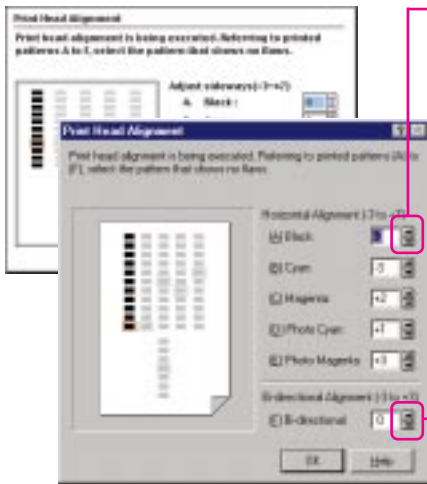 Print Head Alignment
Print head alignment is being executed. Referring to printed
patterns A to F, select the pattern that shows no flaws.
Adjust sideways(-3~+7)
A. Black:
Print Head Alignment
Print head alignment is being executed. Referring to printed patterns [A] to
[F], select the pattern that shows no flaws.
Horizontal Alignment (-3 to +7)
[A] Black:
[B] Cyan: -3
[C] Magenta: +2
[D] Photo Cyan: +1
[E] Photo Magenta: +3
Bi-directional Alignment (-3 to +3)
[F] Bi-directional: 0
OK Help